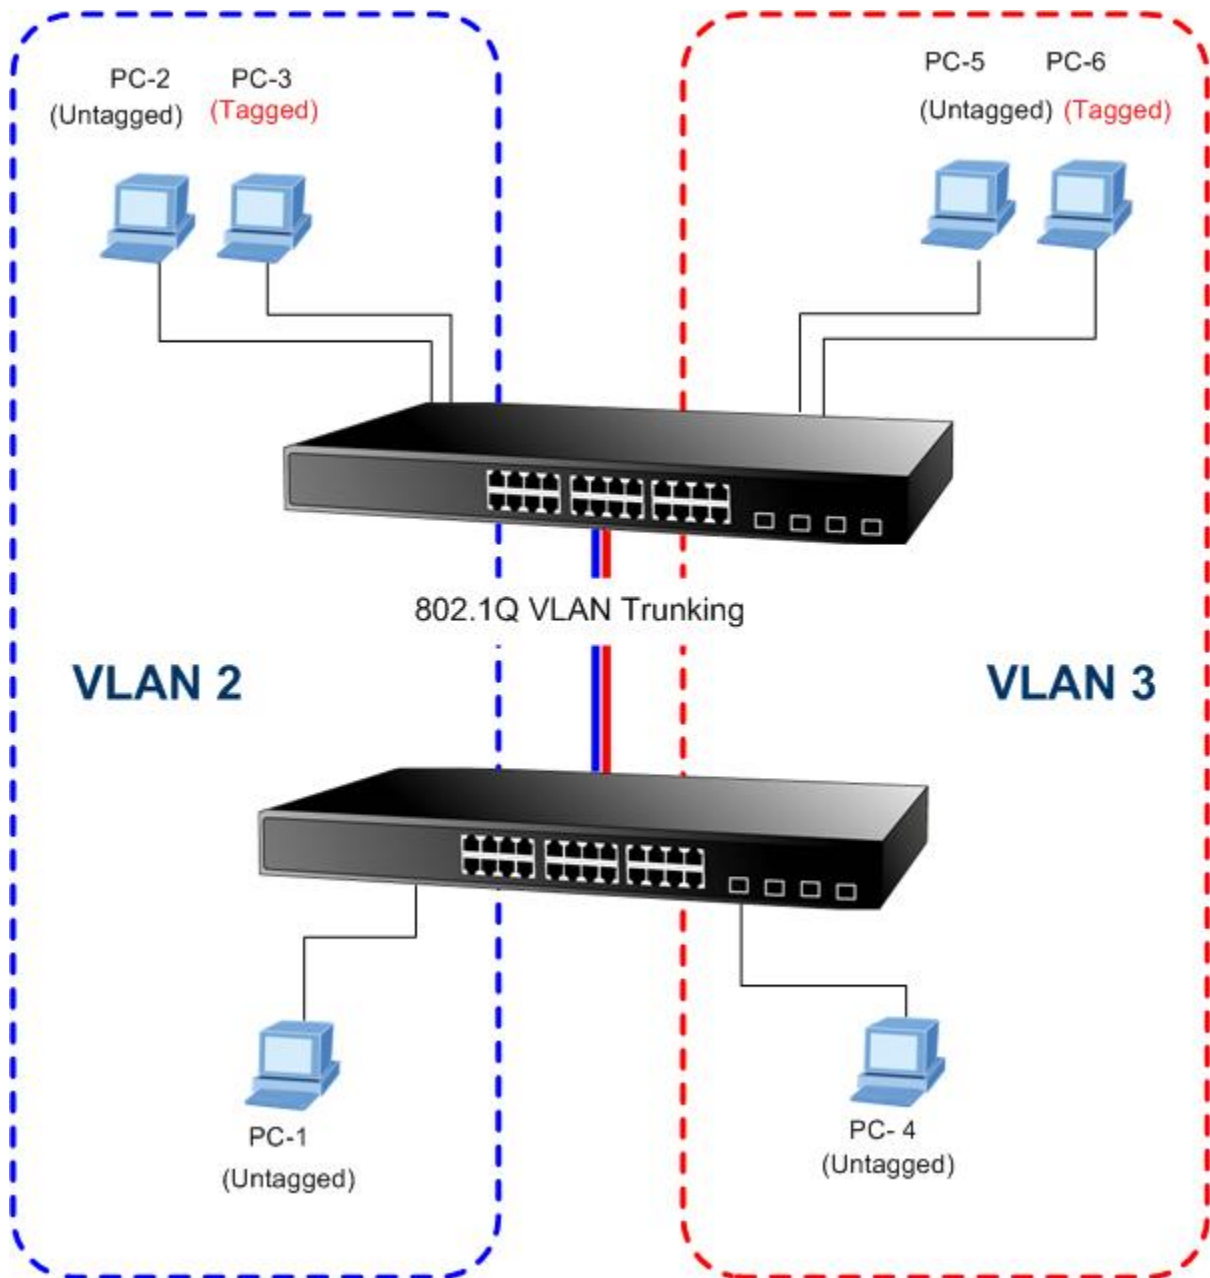 PC-2
PC-3
(Untagged)
(Tagged)
PC-5
PC-6
(Untagged)
(Tagged)
802.1Q VLAN Trunking
VLAN 2
VLAN 3
PC-1
(Untagged)
PC- 4
(Untagged)